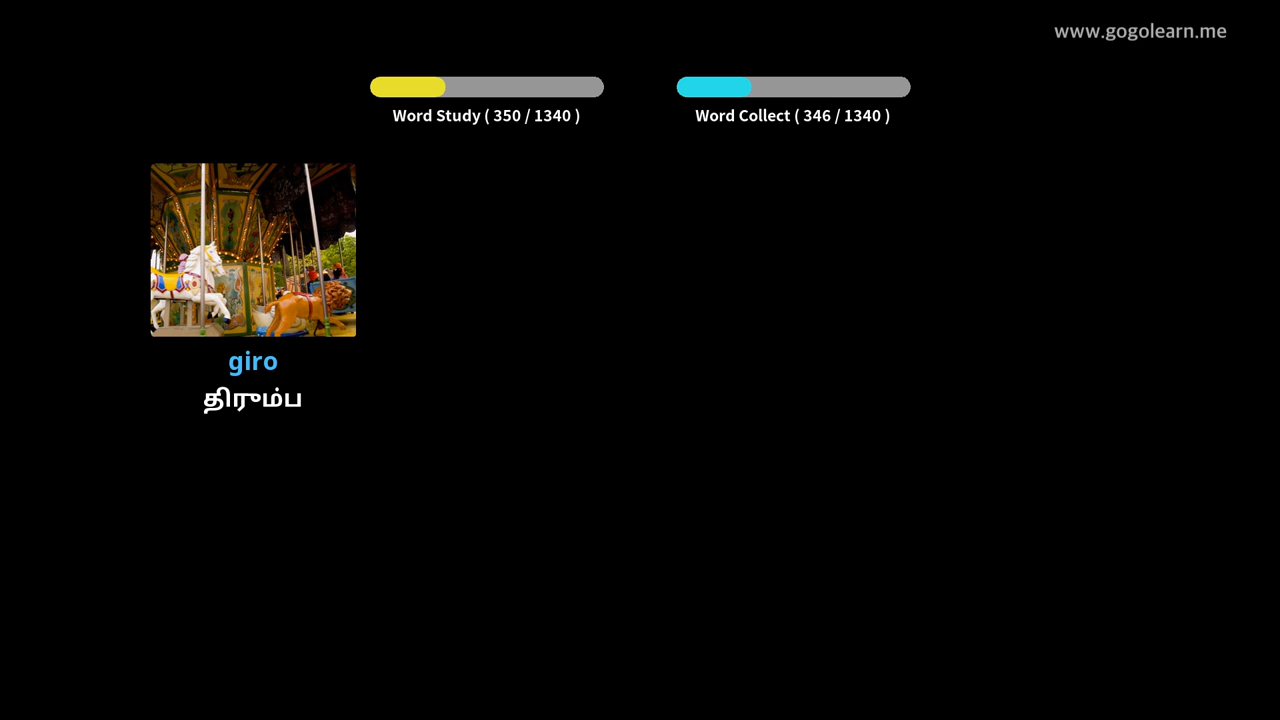 www.gogolearn.me
Word Study ( 350 / 1340 )
Word Collect ( 346 / 1340 )
giro
திரும்ப